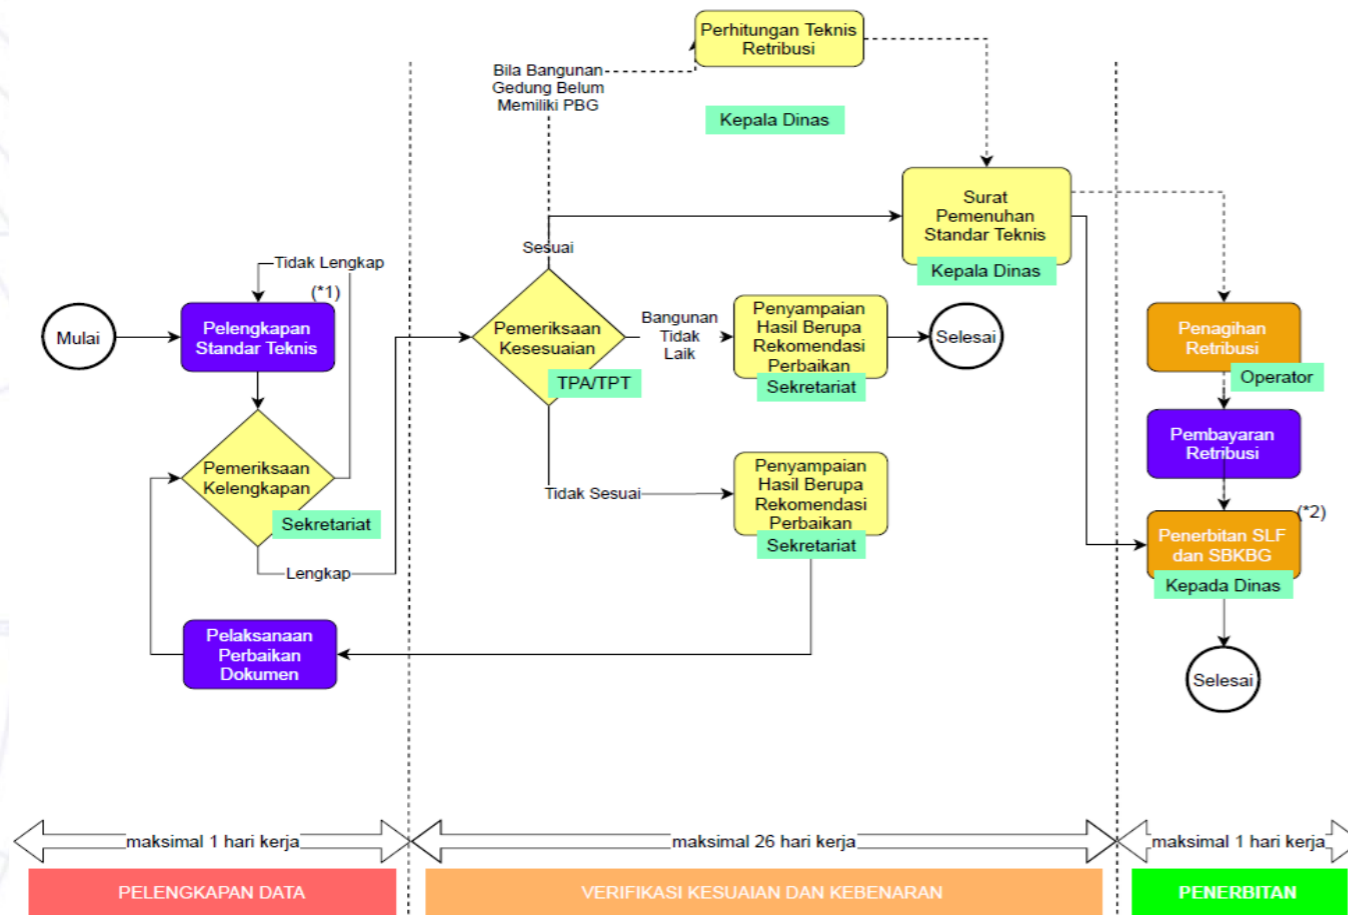 Perhitungan Teknis
Retribusi
Bila Bangunan
Gedung Belum
Memiliki PBG
Kepala Dinas
Surat
Pemenuhan
Standar Teknis
Kepala Dinas
Sesuai
Tidak Lengkap
(*1)
Mulai
Pelengkapan
Standar Teknis
Pemeriksaan
Kesesuaian
TPA/TPT
Bangunan
Tidak
Laik
Penyampaian
Hasil Berupa
Rekomendasi
Perbaikan
Sekretariat
Selesai
Penagihan
Retribusi
Operator
Pembayaran
Retribusi
Pemeriksaan
Kelengkapan
Sekretariat
Tidak Sesuai
Penyampaian
Hasil Berupa
Rekomendasi
Perbaikan
Sekretariat
(*2)
Penerbitan SLF
dan SBKBG
Kepada Dinas
Lengkap
Pelaksanaan
Perbaikan
Dokumen
Selesai
maksimal 1 hari kerja
maksimal 26 hari kerja
maksimal 1 hari kerja
PELENGKAPAN DATA
VERIFIKASI KESUAIAN DAN KEBENARAN
PENERBITAN